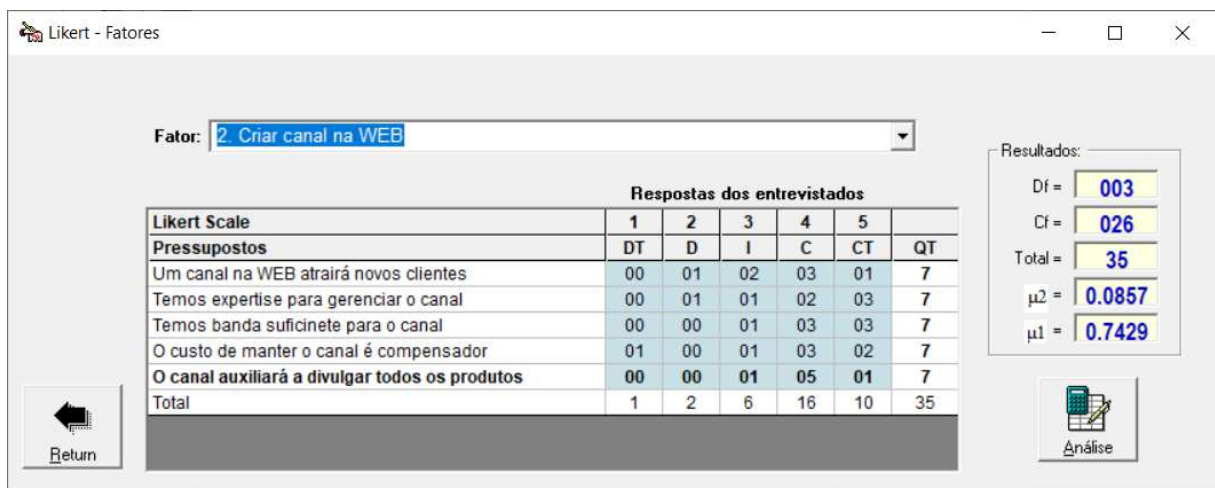 Likert - Fatores
Fator: 2. Criar canal na WEB
Respostas dos entrevistados
Likert Scale 1 2 3 4 5
Pressupostos DT D I C CT QT
Um canal na WEB atrairá novos clientes 00 01 02 03 01 7
Temos expertise para gerenciar o canal 00 01 01 02 03 7
Temos banda suficinete para o canal 00 00 01 03 03 7
O custo de manter o canal é compensador 01 00 01 03 02 7
O canal auxiliará a divulgar todos os produtos 00 00 01 05 01 7
Total 1 2 6 16 10 35
Resultados:
Df = 003
Cf = 026
Total = 35
μ2 = 0.0857
μ1 = 0.7429
Return
Análise